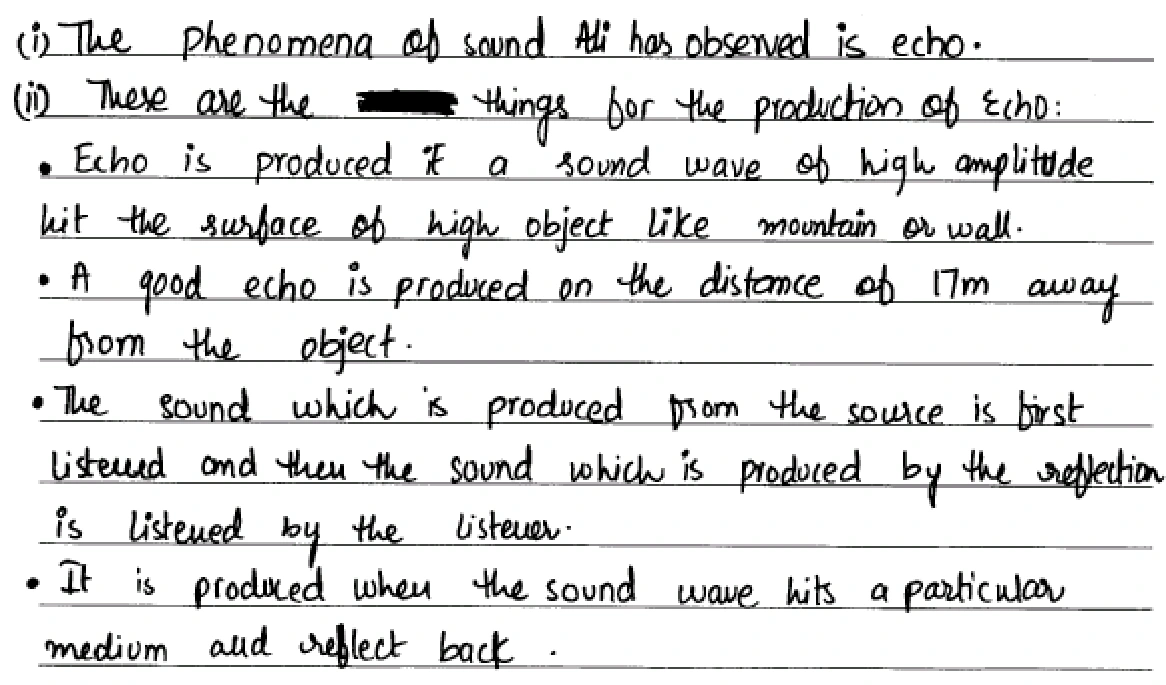 (i) The phenomena of sound Ali has observed is echo.
(ii) These are the things for the production of Echo:
• Echo is produced if a sound wave of high amplitude
hit the surface of high object like mountain or wall.
• A good echo is produced on the distance of 17m away
from the object.
• The sound which is produced from the source is first
listened and then the sound which is produced by the reflection
is listened by the listener.
• It is produced when the sound wave hits a particular
medium and reflect back .